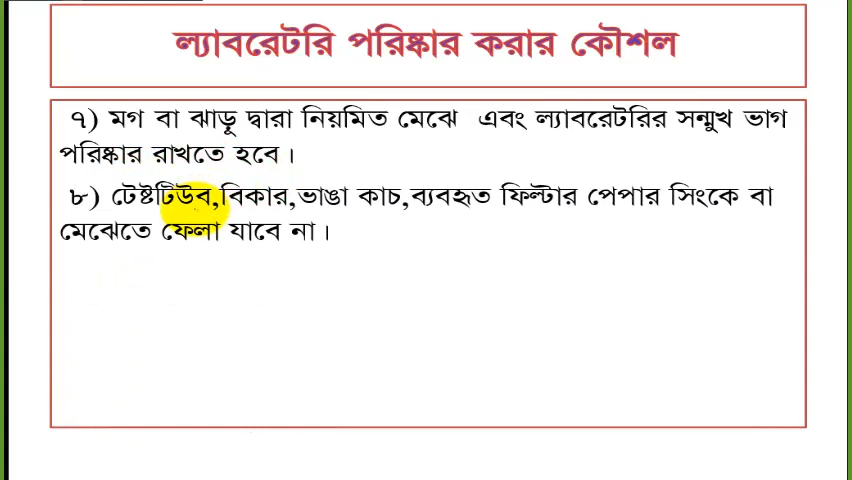 ল্যাবরেটরি পরিষ্কার করার কৌশল
৭) মগ বা ঝাড়ূ দ্বারা নিয়মিত মেঝে এবং ল্যাবরেটরির সন্মুখ ভাগ
পরিষ্কার রাখতে হবে।
৮) টেষ্টটিউব,বিকার,ভাঙা কাচ,ব্যবহৃত ফিল্টার পেপার সিংকে বা
মেঝেতে ফেলা যাবে না।